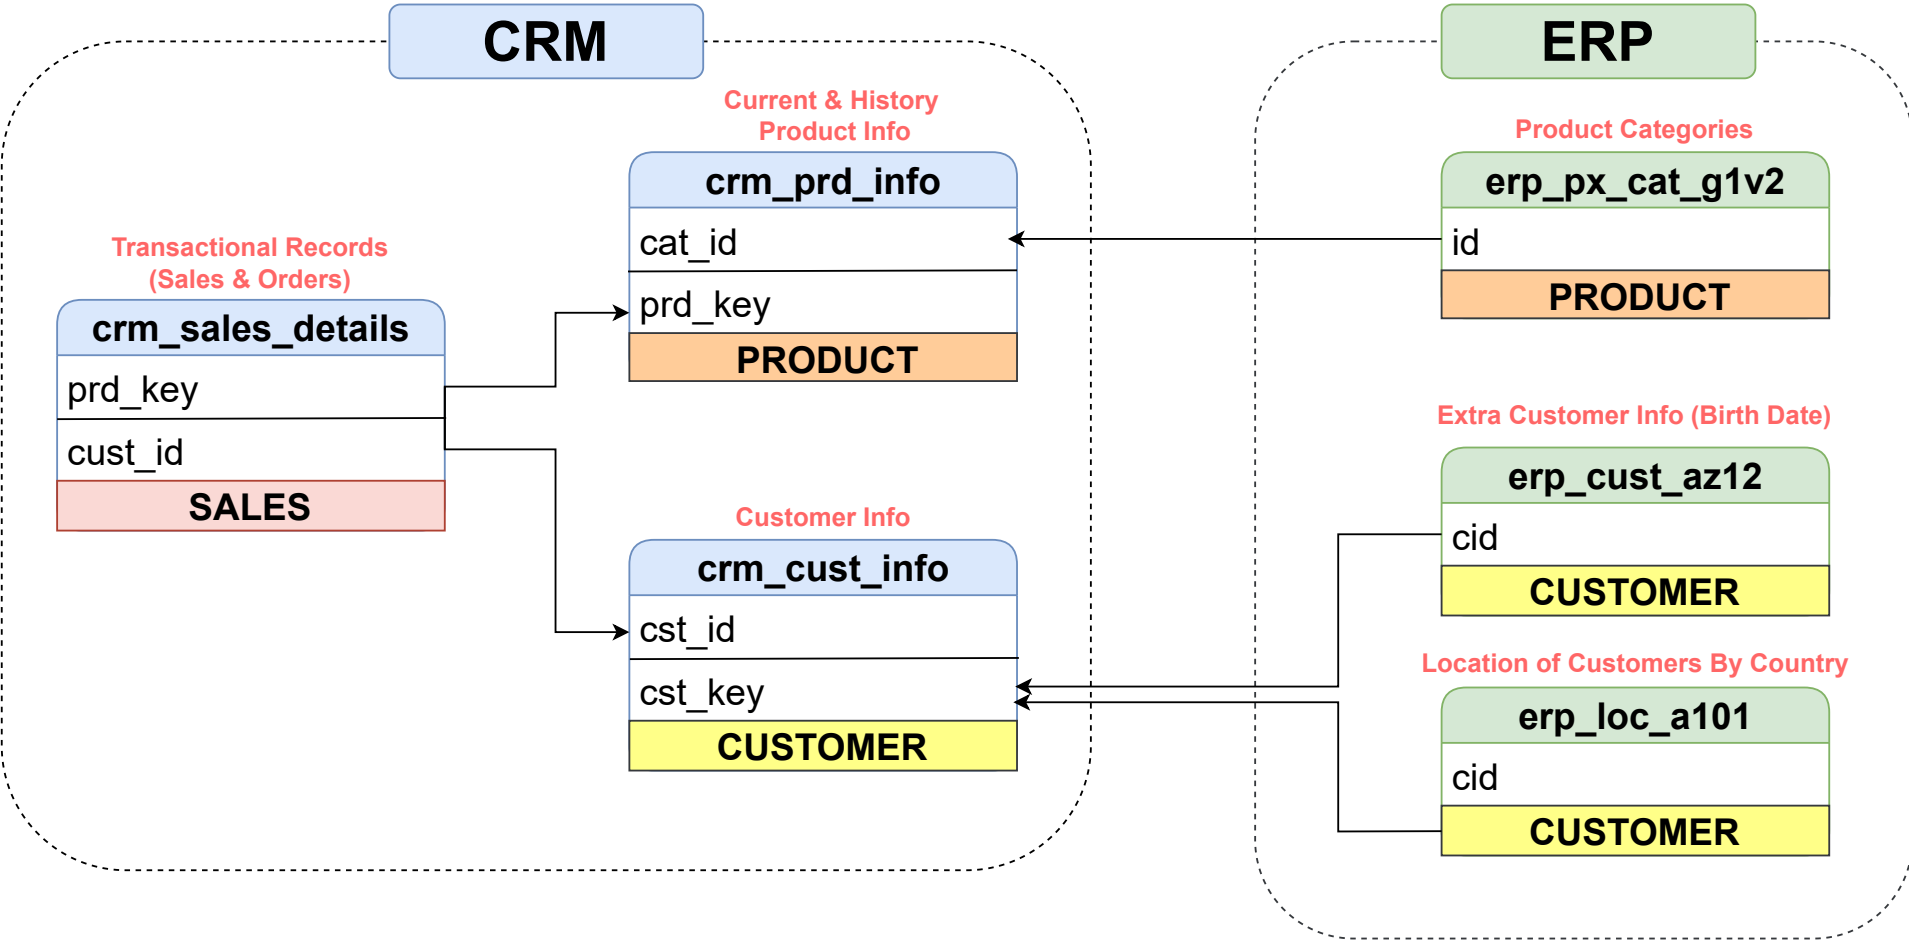 CRM
Transactional Records
(Sales & Orders)
crm_sales_details
prd_key
cust_id
SALES
Current & History
Product Info
crm_prd_info
cat_id
prd_key
PRODUCT
Customer Info
crm_cust_info
cst_id
cst_key
CUSTOMER
ERP
Product Categories
erp_px_cat_g1v2
id
PRODUCT
Extra Customer Info (Birth Date)
erp_cust_az12
cid
CUSTOMER
Location of Customers By Country
erp_loc_a101
cid
CUSTOMER